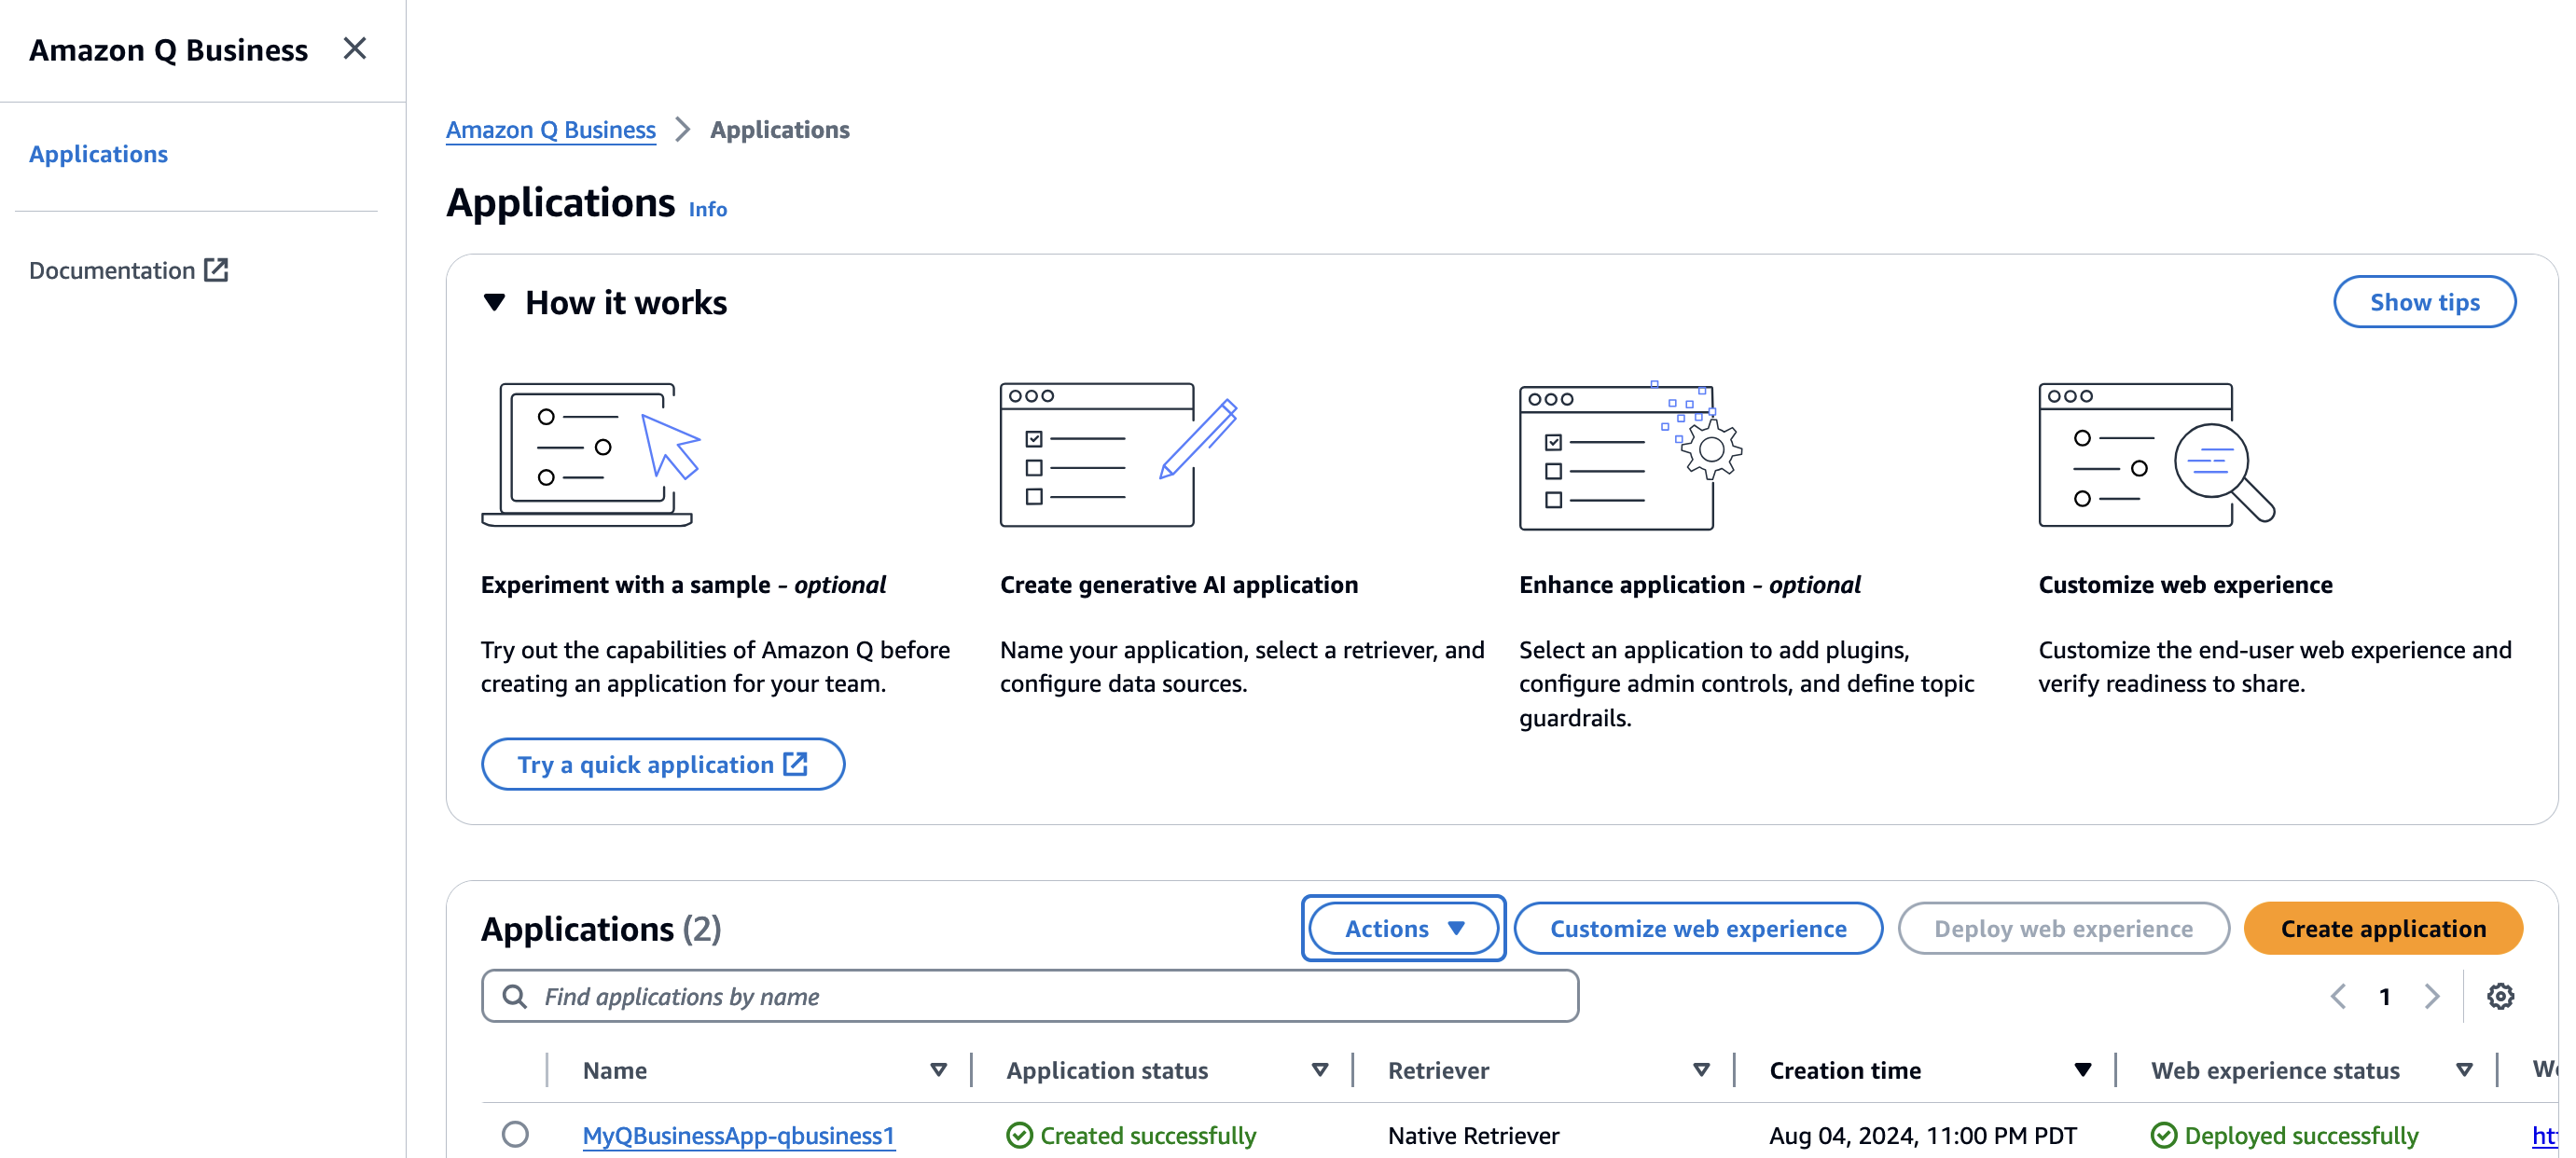 Amazon Q Business
Applications
Documentation
Amazon Q Business > Applications
Applications Info
How it works
Show tips
Experiment with a sample - optional
Try out the capabilities of Amazon Q before
creating an application for your team.
Try a quick application
Create generative AI application
Name your application, select a retriever, and
configure data sources.
Enhance application - optional
Select an application to add plugins,
configure admin controls, and define topic
guardrails.
Customize web experience
Customize the end-user web experience and
verify readiness to share.
Applications (2)
Actions
Customize web experience
Deploy web experience
Create application
Find applications by name
1
Name Application status Retriever Creation time Web experience status
MyQBusinessApp-qbusiness1 Created successfully Native Retriever Aug 04, 2024, 11:00 PM PDT Deployed successfully